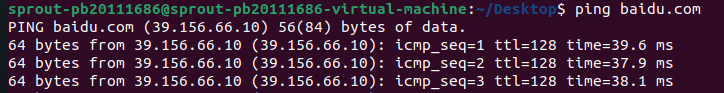 sprout-pb20111686@sprout-pb20111686-virtual-machine:~/Desktop$ ping baidu.com
PING baidu.com (39.156.66.10) 56(84) bytes of data.
64 bytes from 39.156.66.10 (39.156.66.10): icmp_seq=1 ttl=128 time=39.6 ms
64 bytes from 39.156.66.10 (39.156.66.10): icmp_seq=2 ttl=128 time=37.9 ms
64 bytes from 39.156.66.10 (39.156.66.10): icmp_seq=3 ttl=128 time=38.1 ms